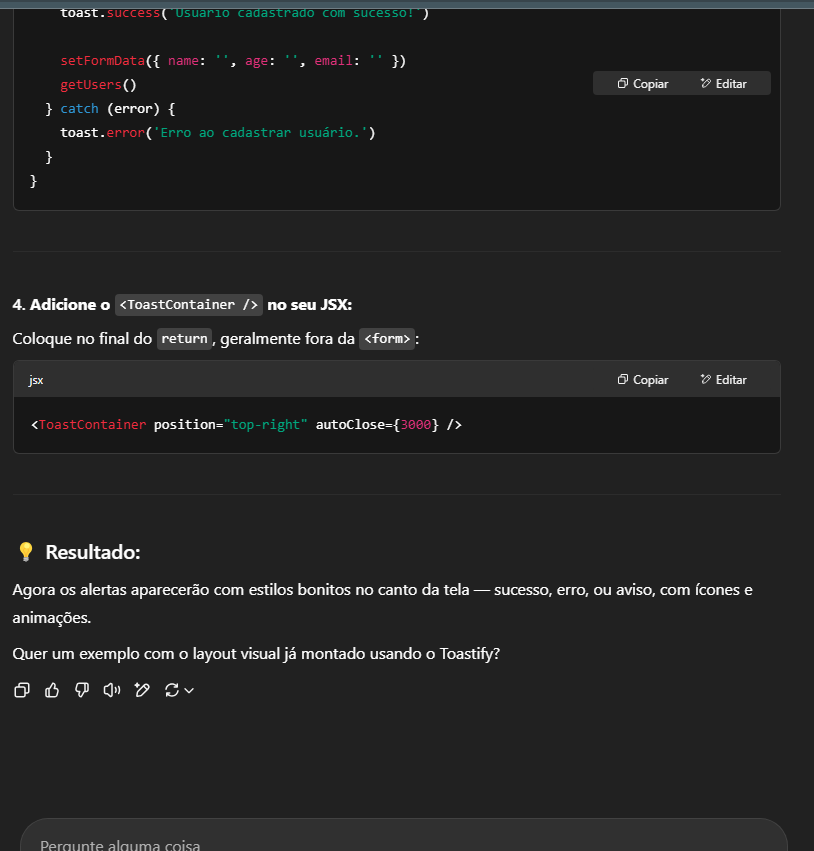 toast.success('Usuário cadastrado com sucesso!')
setFormData({ name: '', age: '', email: '' })
getUsers()
Copiar Editar
} catch (error) {
toast.error('Erro ao cadastrar usuário.')
}
}
4. Adicione o <ToastContainer /> no seu JSX:
Coloque no final do return, geralmente fora da <form>:
jsx Copiar Editar
<ToastContainer position="top-right" autoClose={3000} />
💡 Resultado:
Agora os alertas aparecerão com estilos bonitos no canto da tela — sucesso, erro, ou aviso, com ícones e
animações.
Quer um exemplo com o layout visual já montado usando o Toastify?
Pergunte alguma coisa